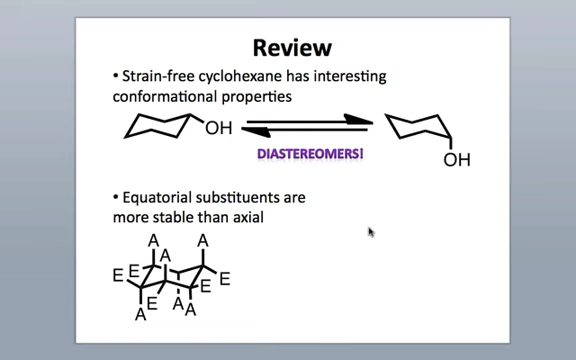 Review
• Strain-free cyclohexane has interesting
conformational properties
OH
DIASTEREOMERS!
OH
• Equatorial substituents are
more stable than axial
A A
A
E E E
E
E
A A
A